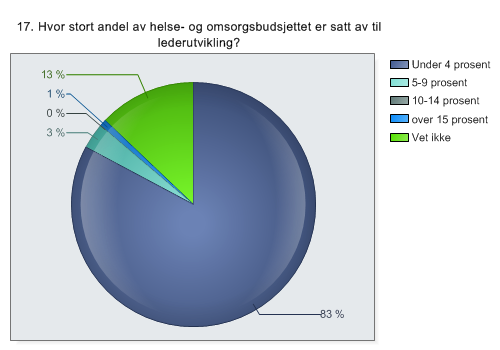 17. Hvor stort andel av helse- og omsorgsbudsjettet er satt av til
lederutvikling?
13 %
1 %
0 %
3 %
83 %
Under 4 prosent
5-9 prosent
10-14 prosent
over 15 prosent
Vet ikke